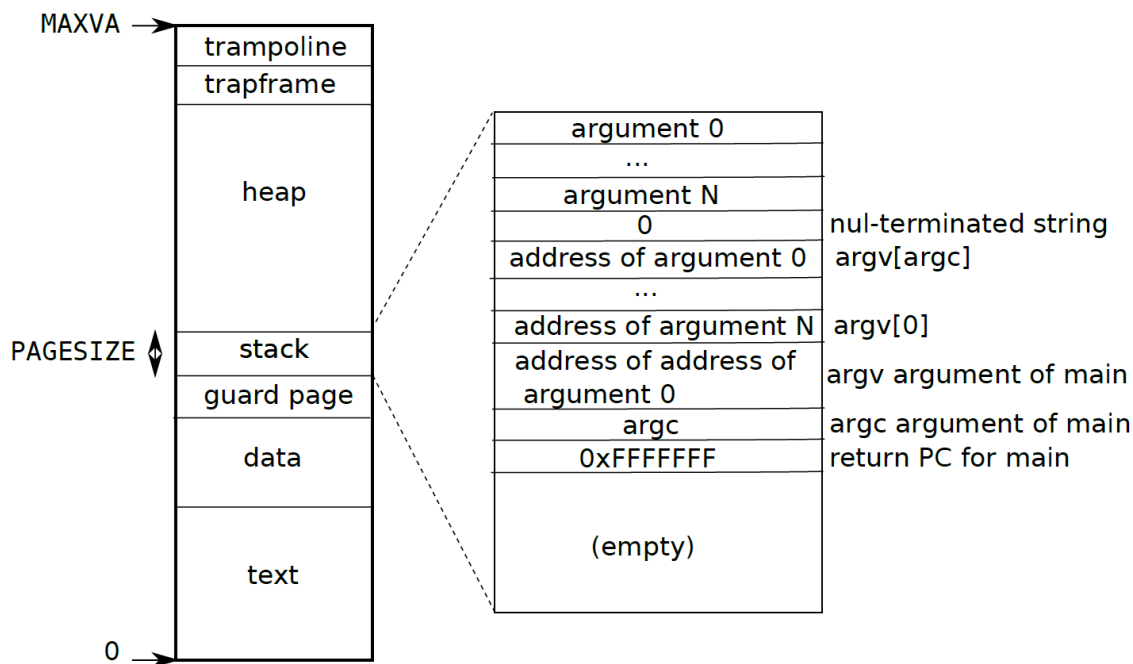 MAXVA
trampoline
trapframe
heap
PAGESIZE
stack
guard page
data
text
0
argument 0
...
argument N
0
nul-terminated string
address of argument 0
argv[argc]
...
address of argument N
argv[0]
address of address of
argument 0
argv argument of main
argc
argc argument of main
0xFFFFFFF
return PC for main
(empty)